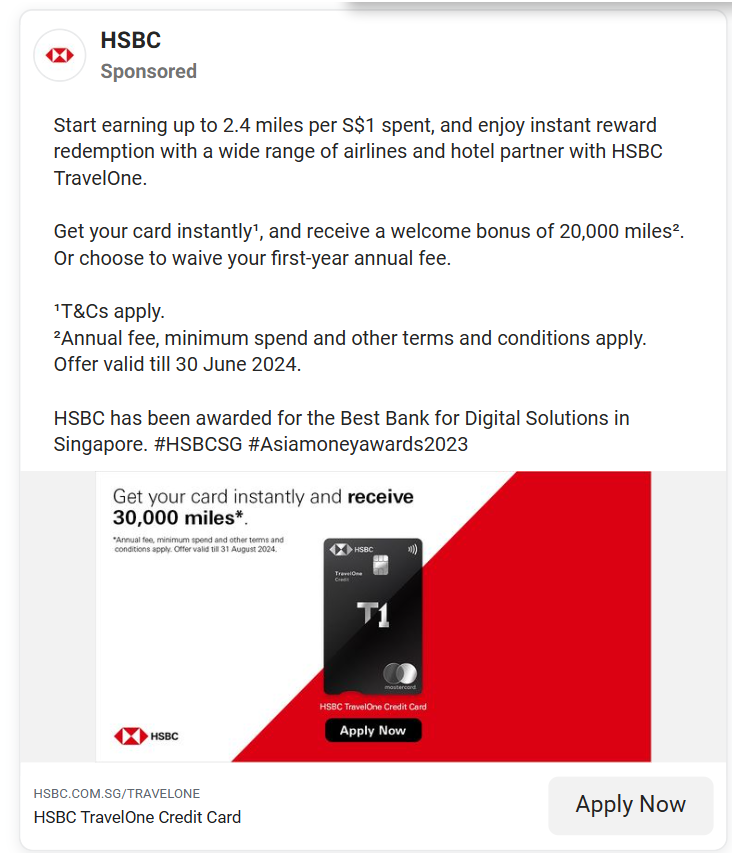 HSBC
Sponsored
Start earning up to 2.4 miles per S$1 spent, and enjoy instant reward
redemption with a wide range of airlines and hotel partner with HSBC
TravelOne.
Get your card instantly¹, and receive a welcome bonus of 20,000 miles².
Or choose to waive your first-year annual fee.
¹T&Cs apply.
²Annual fee, minimum spend and other terms and conditions apply.
Offer valid till 30 June 2024.
HSBC has been awarded for the Best Bank for Digital Solutions in
Singapore. #HSBCSG #Asiamoneyawards2023
Get your card instantly and receive
30,000 miles*.
*Annual fee, minimum spend and other terms and
conditions apply. Offer valid till 31 August 2024.
HSBC
TravelOne
Credit
T1
mastercard
HSBC TravelOne Credit Card
Apply Now
HSBC
HSBC.COM.SG/TRAVELONE
HSBC TravelOne Credit Card
Apply Now